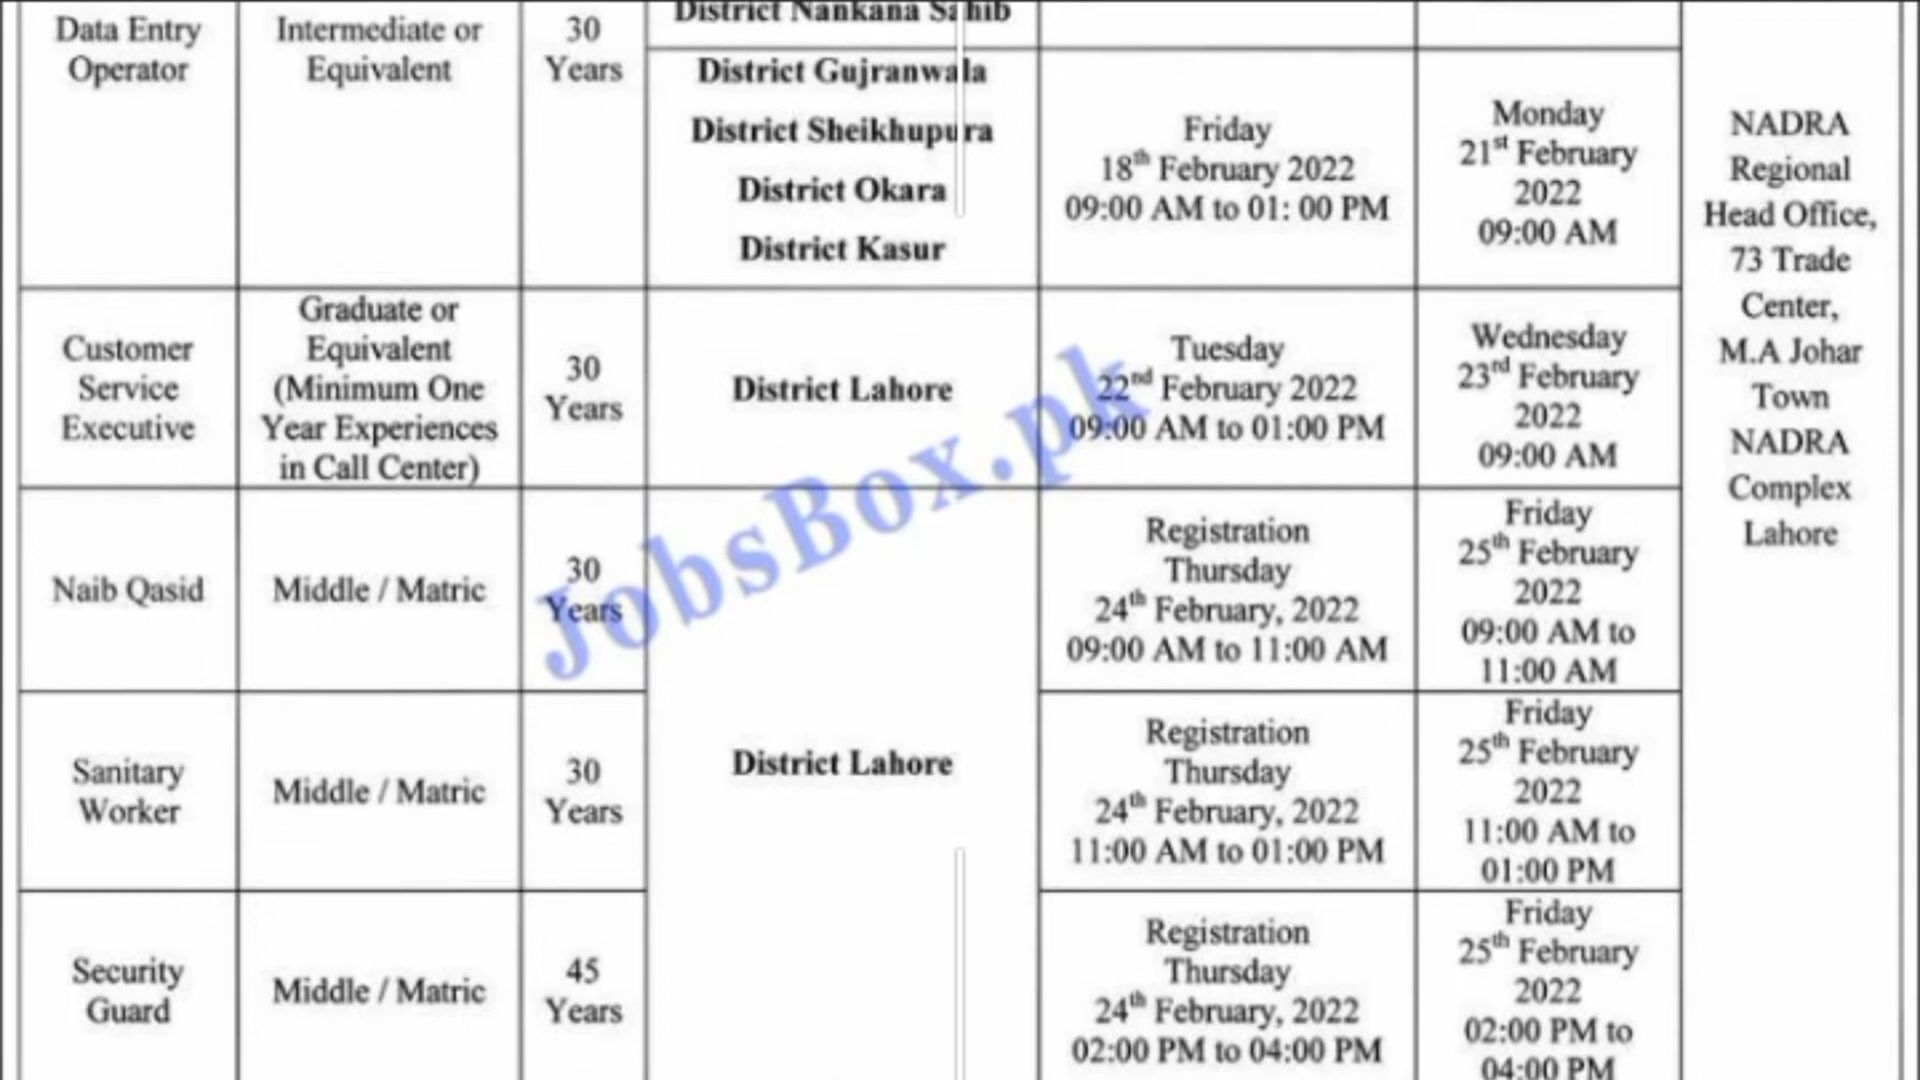 District Nankana Sahib
Data Entry
Operator
Intermediate or
Equivalent
30
Years
District Gujranwala
District Sheikhupura
District Okara
District Kasur
Friday
18th February 2022
09:00 AM to 01: 00 PM
Monday
21st February
2022
09:00 AM
NADRA
Regional
Head Office,
73 Trade
Center,
M.A Johar
Town
NADRA
Complex
Lahore
Customer
Service
Executive
Graduate or
Equivalent
(Minimum One
Year Experiences
in Call Center)
30
Years
District Lahore
Tuesday
22nd February 2022
09:00 AM to 01:00 PM
Wednesday
23rd February
2022
09:00 AM
Naib Qasid
Middle / Matric
30
Years
Registration
Thursday
24th February, 2022
09:00 AM to 11:00 AM
Friday
25th February
2022
09:00 AM to
11:00 AM
JobsBox.pk
Sanitary
Worker
Middle / Matric
30
Years
District Lahore
Registration
Thursday
24th February, 2022
11:00 AM to 01:00 PM
Friday
25th February
2022
11:00 AM to
01:00 PM
Security
Guard
Middle / Matric
45
Years
Registration
Thursday
24th February, 2022
02:00 PM to 04:00 PM
Friday
25th February
2022
02:00 PM to
04:00 PM